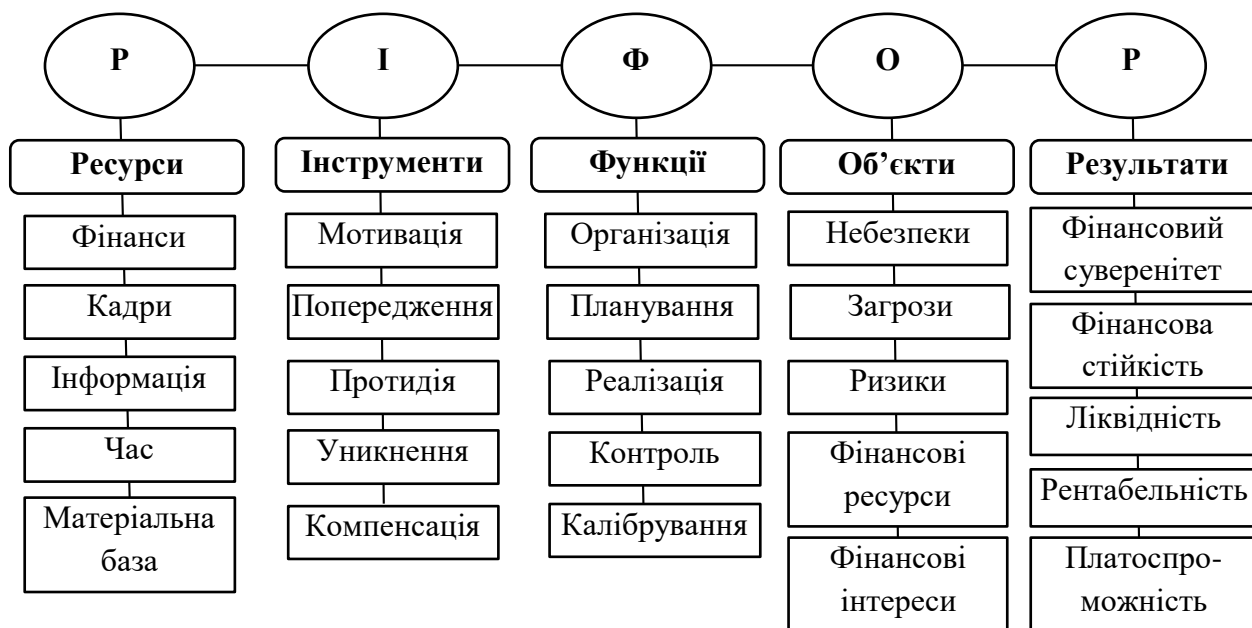 Р
І
Ф
О
Р
Ресурси
Інструменти
Функції
Об’єкти
Результати
Фінанси
Кадри
Інформація
Час
Матеріальна
база
Мотивація
Попередження
Протидія
Уникнення
Компенсація
Організація
Планування
Реалізація
Контроль
Калібрування
Небезпеки
Загрози
Ризики
Фінансові
ресурси
Фінансові
інтереси
Фінансовий
суверенітет
Фінансова
стійкість
Ліквідність
Рентабельність
Платоспро-
можність